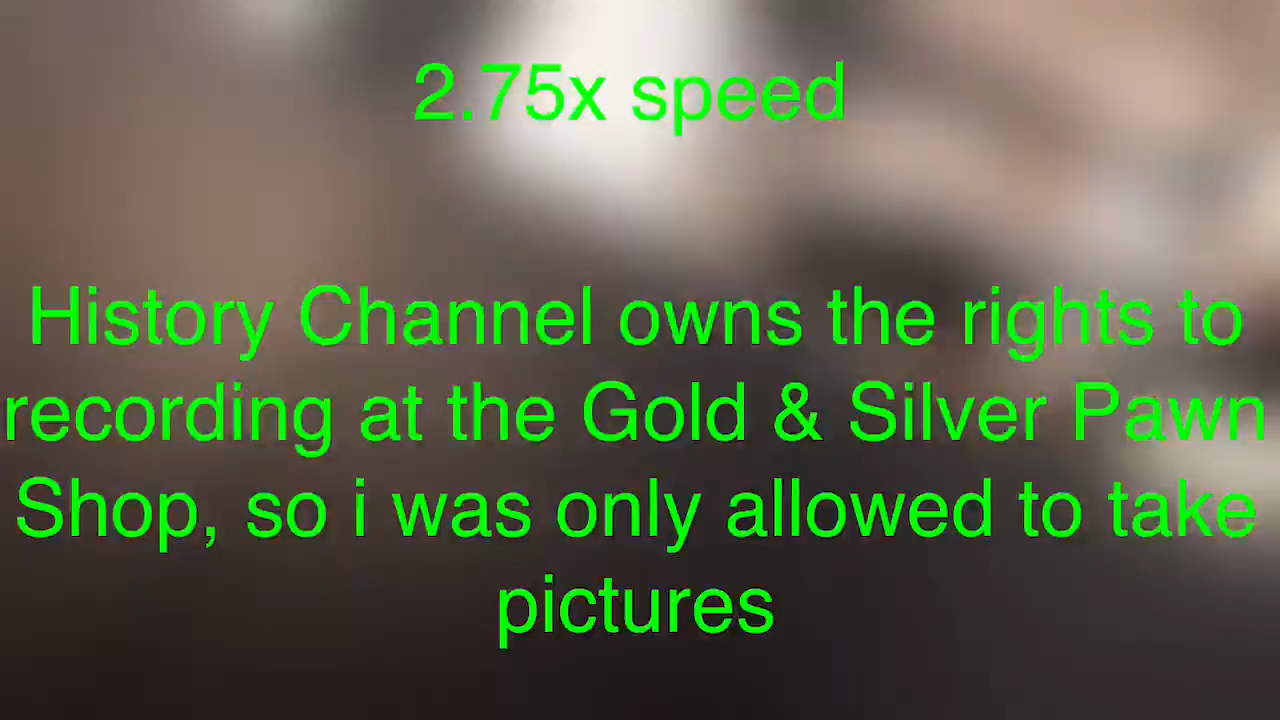 2.75x speed
History Channel owns the rights to
recording at the Gold & Silver Pawn
Shop, so i was only allowed to take
pictures